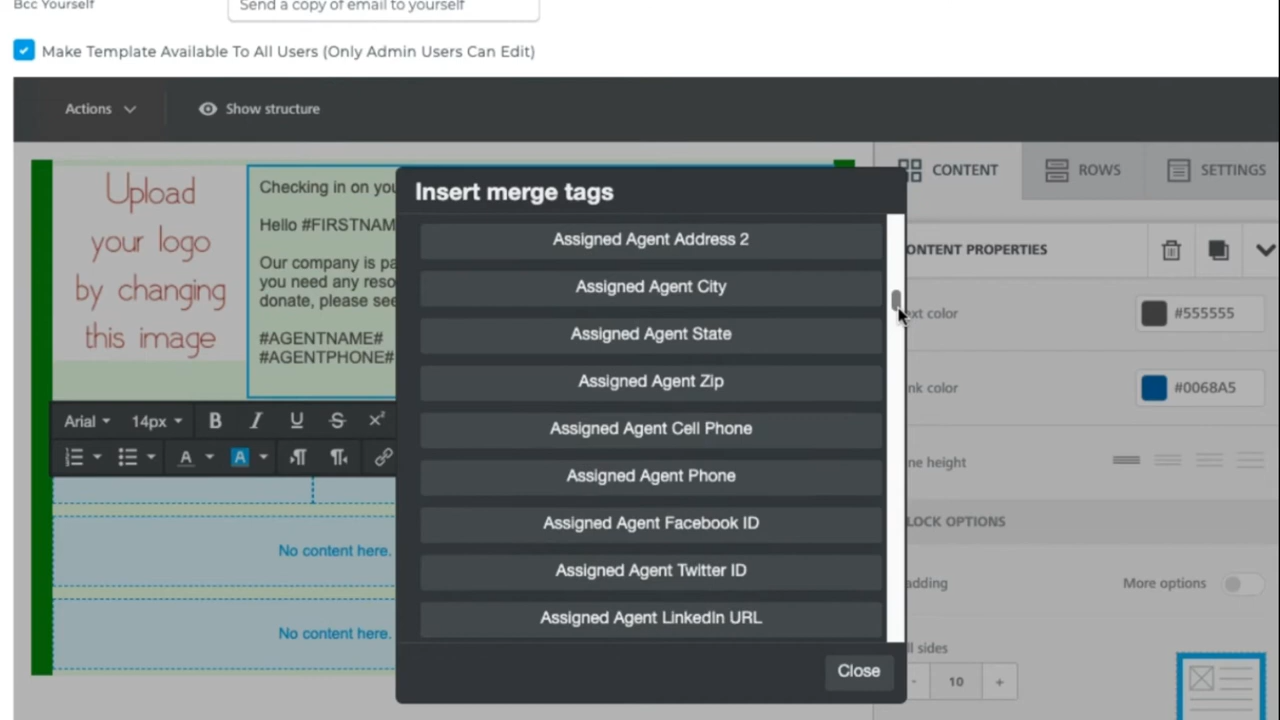 Bcc Yourself
Send a copy of email to yourself
Make Template Available To All Users (Only Admin Users Can Edit)
Actions
Show structure
CONTENT
ROWS
SETTINGS
Upload
your logo
by changing
this image
Checking in on you
Hello #FIRSTNAM
Our company is pa
you need any reso
donate, please see
#AGENTNAME#
#AGENTPHONE#
Insert merge tags
Assigned Agent Address 2
Assigned Agent City
Assigned Agent State
Assigned Agent Zip
Assigned Agent Cell Phone
Assigned Agent Phone
Assigned Agent Facebook ID
Assigned Agent Twitter ID
Assigned Agent LinkedIn URL
Close
ONTENT PROPERTIES
ext color
#555555
nk color
#0068A5
ne height
LOCK OPTIONS
adding
More options
ll sides
- 10 +
Arial
14px
B I U S X²
A A
No content here.
No content here.